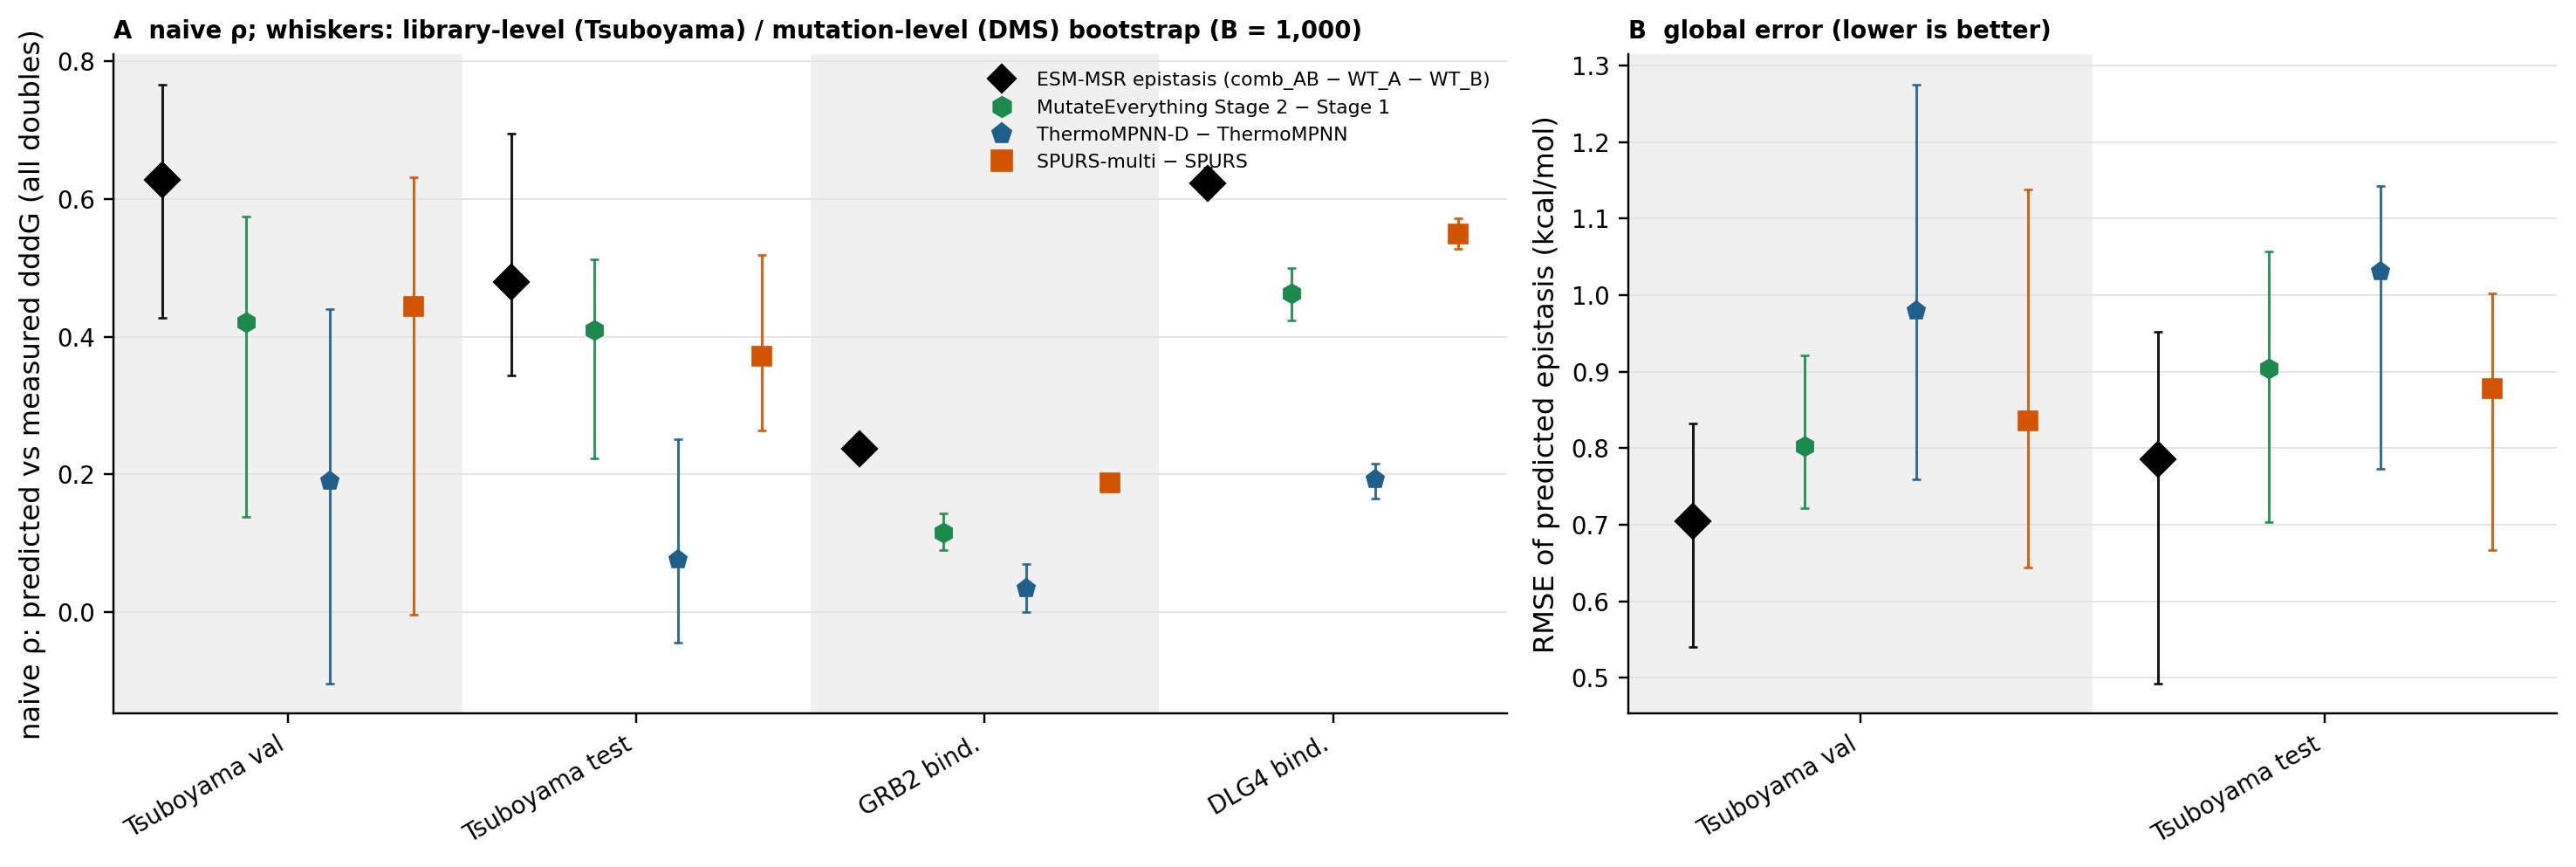 A  naive ρ; whiskers: library-level (Tsuboyama) / mutation-level (DMS) bootstrap (B = 1,000)
naive ρ: predicted vs measured dddG (all doubles)
0.8
0.6
0.4
0.2
0.0
ESM-MSR epistasis (comb_AB − WT_A − WT_B)
MutateEverything Stage 2 − Stage 1
ThermoMPNN-D − ThermoMPNN
SPURS-multi − SPURS
Tsuboyama val
Tsuboyama test
GRB2 bind.
DLG4 bind.
B  global error (lower is better)
RMSE of predicted epistasis (kcal/mol)
1.3
1.2
1.1
1.0
0.9
0.8
0.7
0.6
0.5
Tsuboyama val
Tsuboyama test